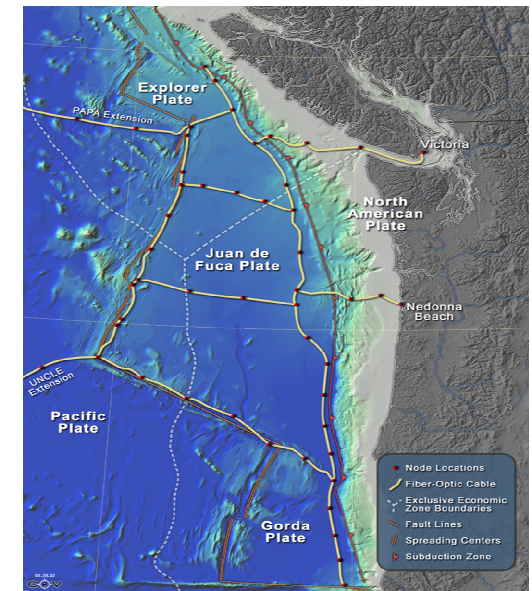 Explorer
Plate
PAPA Extension
Victoria
North
American
Plate
Juan de
Fuca Plate
Nedonna
Beach
UNCLE
Extension
Pacific
Plate
Gorda
Plate
Node Locations
Fiber-Optic Cable
Exclusive Economic
Zone Boundaries
Fault Lines
Spreading Centers
Subduction Zone